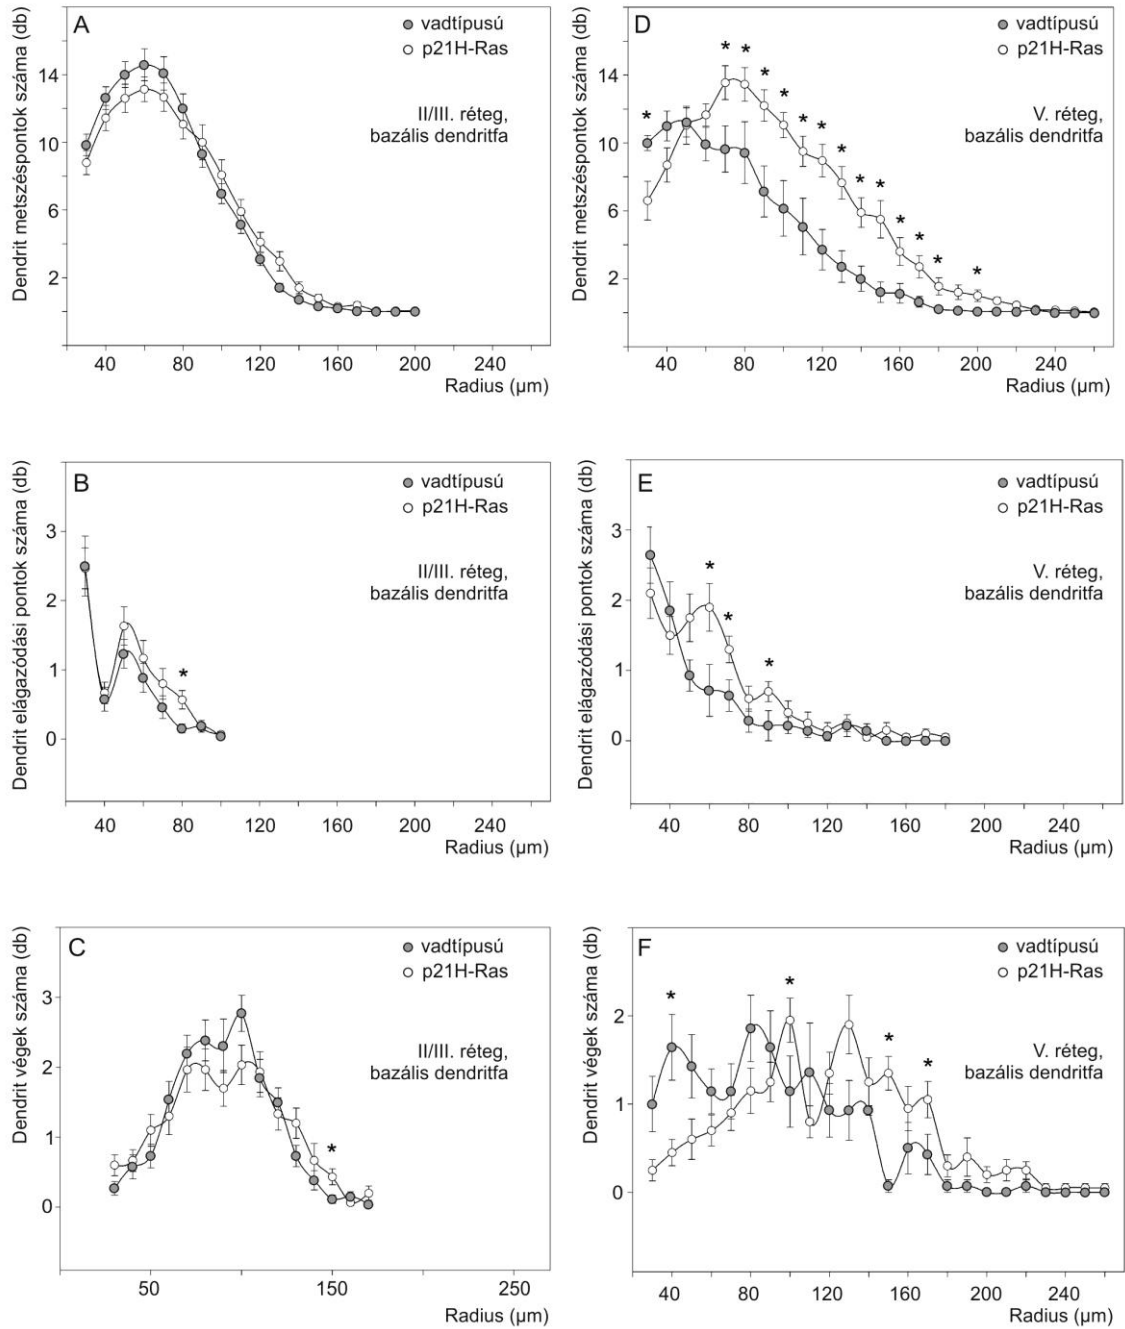 A
vadtípusú
p21H-Ras
II/III. réteg,
bazális dendritfa
Dendrit metszéspontok száma (db)
14
10
6
2
40 80 120 160 200 240
Radius (µm)
D
vadtípusú
p21H-Ras
V. réteg,
bazális dendritfa
Dendrit metszéspontok száma (db)
14
10
6
2
* * * * * * * * * * * * * * *
40 80 120 160 200 240
Radius (µm)
B
vadtípusú
p21H-Ras
II/III. réteg,
bazális dendritfa
Dendrit elágazódási pontok száma (db)
3
2
1
0
*
40 80 120 160 200 240
Radius (µm)
E
vadtípusú
p21H-Ras
V. réteg,
bazális dendritfa
Dendrit elágazódási pontok száma (db)
3
2
1
0
* * *
40 80 120 160 200 240
Radius (µm)
C
vadtípusú
p21H-Ras
II/III. réteg,
bazális dendritfa
Dendrit végek száma (db)
3
2
1
0
*
50 150 250
Radius (µm)
F
vadtípusú
p21H-Ras
V. réteg,
bazális dendritfa
Dendrit végek száma (db)
2
1
0
* * * *
40 80 120 160 200 240
Radius (µm)